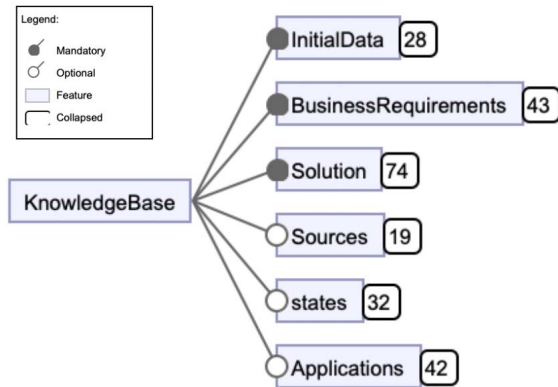 Legend:
Mandatory
Optional
Feature
Collapsed
KnowledgeBase
InitialData 28
BusinessRequirements 43
Solution 74
Sources 19
states 32
Applications 42